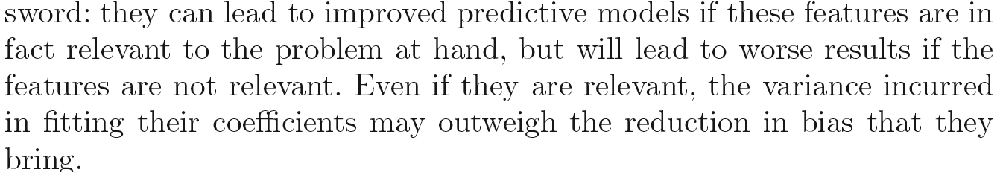 sword: they can lead to improved predictive models if these features are in
fact relevant to the problem at hand, but will lead to worse results if the
features are not relevant. Even if they are relevant, the variance incurred
in fitting their coefficients may outweigh the reduction in bias that they
bring.